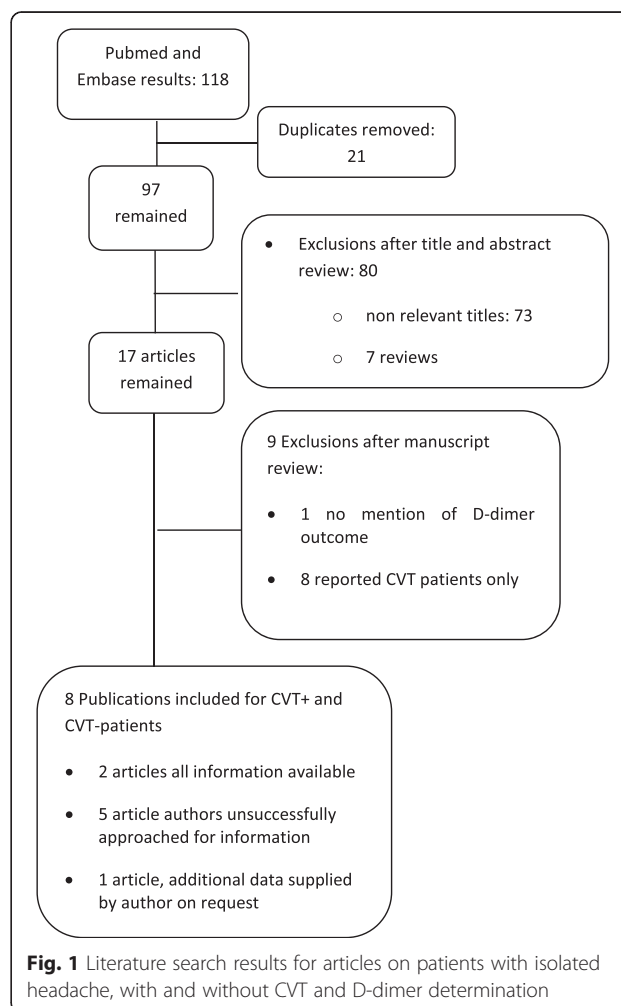 Pubmed and
Embase results: 118
Duplicates removed:
21
97
remained
• Exclusions after title and abstract
review: 80
o non relevant titles: 73
o 7 reviews
17 articles
remained
9 Exclusions after manuscript
review:
• 1 no mention of D-dimer
outcome
• 8 reported CVT patients only
8 Publications included for CVT+ and
CVT-patients
• 2 articles all information available
• 5 article authors unsuccessfully
approached for information
• 1 article, additional data supplied
by author on request
Fig. 1 Literature search results for articles on patients with isolated
headache, with and without CVT and D-dimer determination